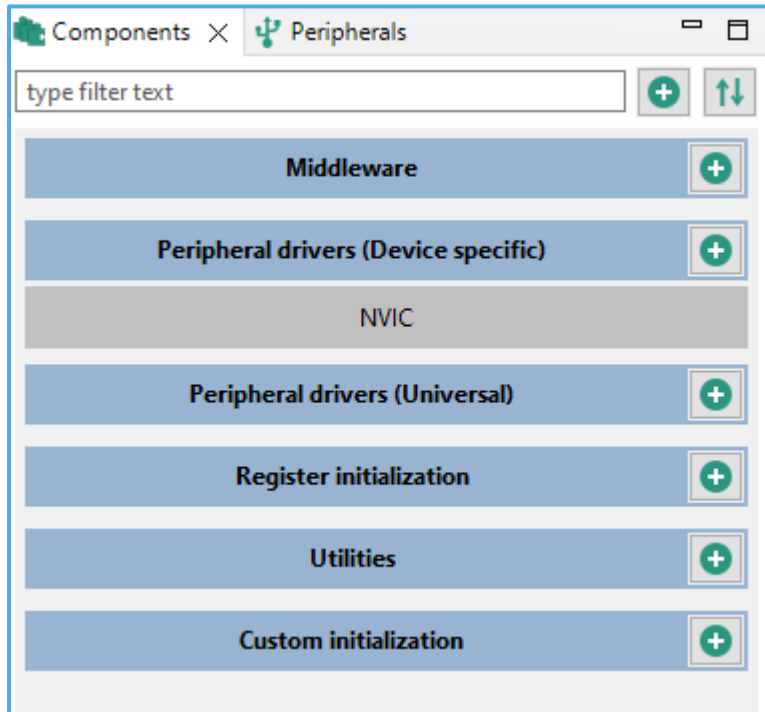 Components Peripherals
type filter text
Middleware
Peripheral drivers (Device specific)
NVIC
Peripheral drivers (Universal)
Register initialization
Utilities
Custom initialization